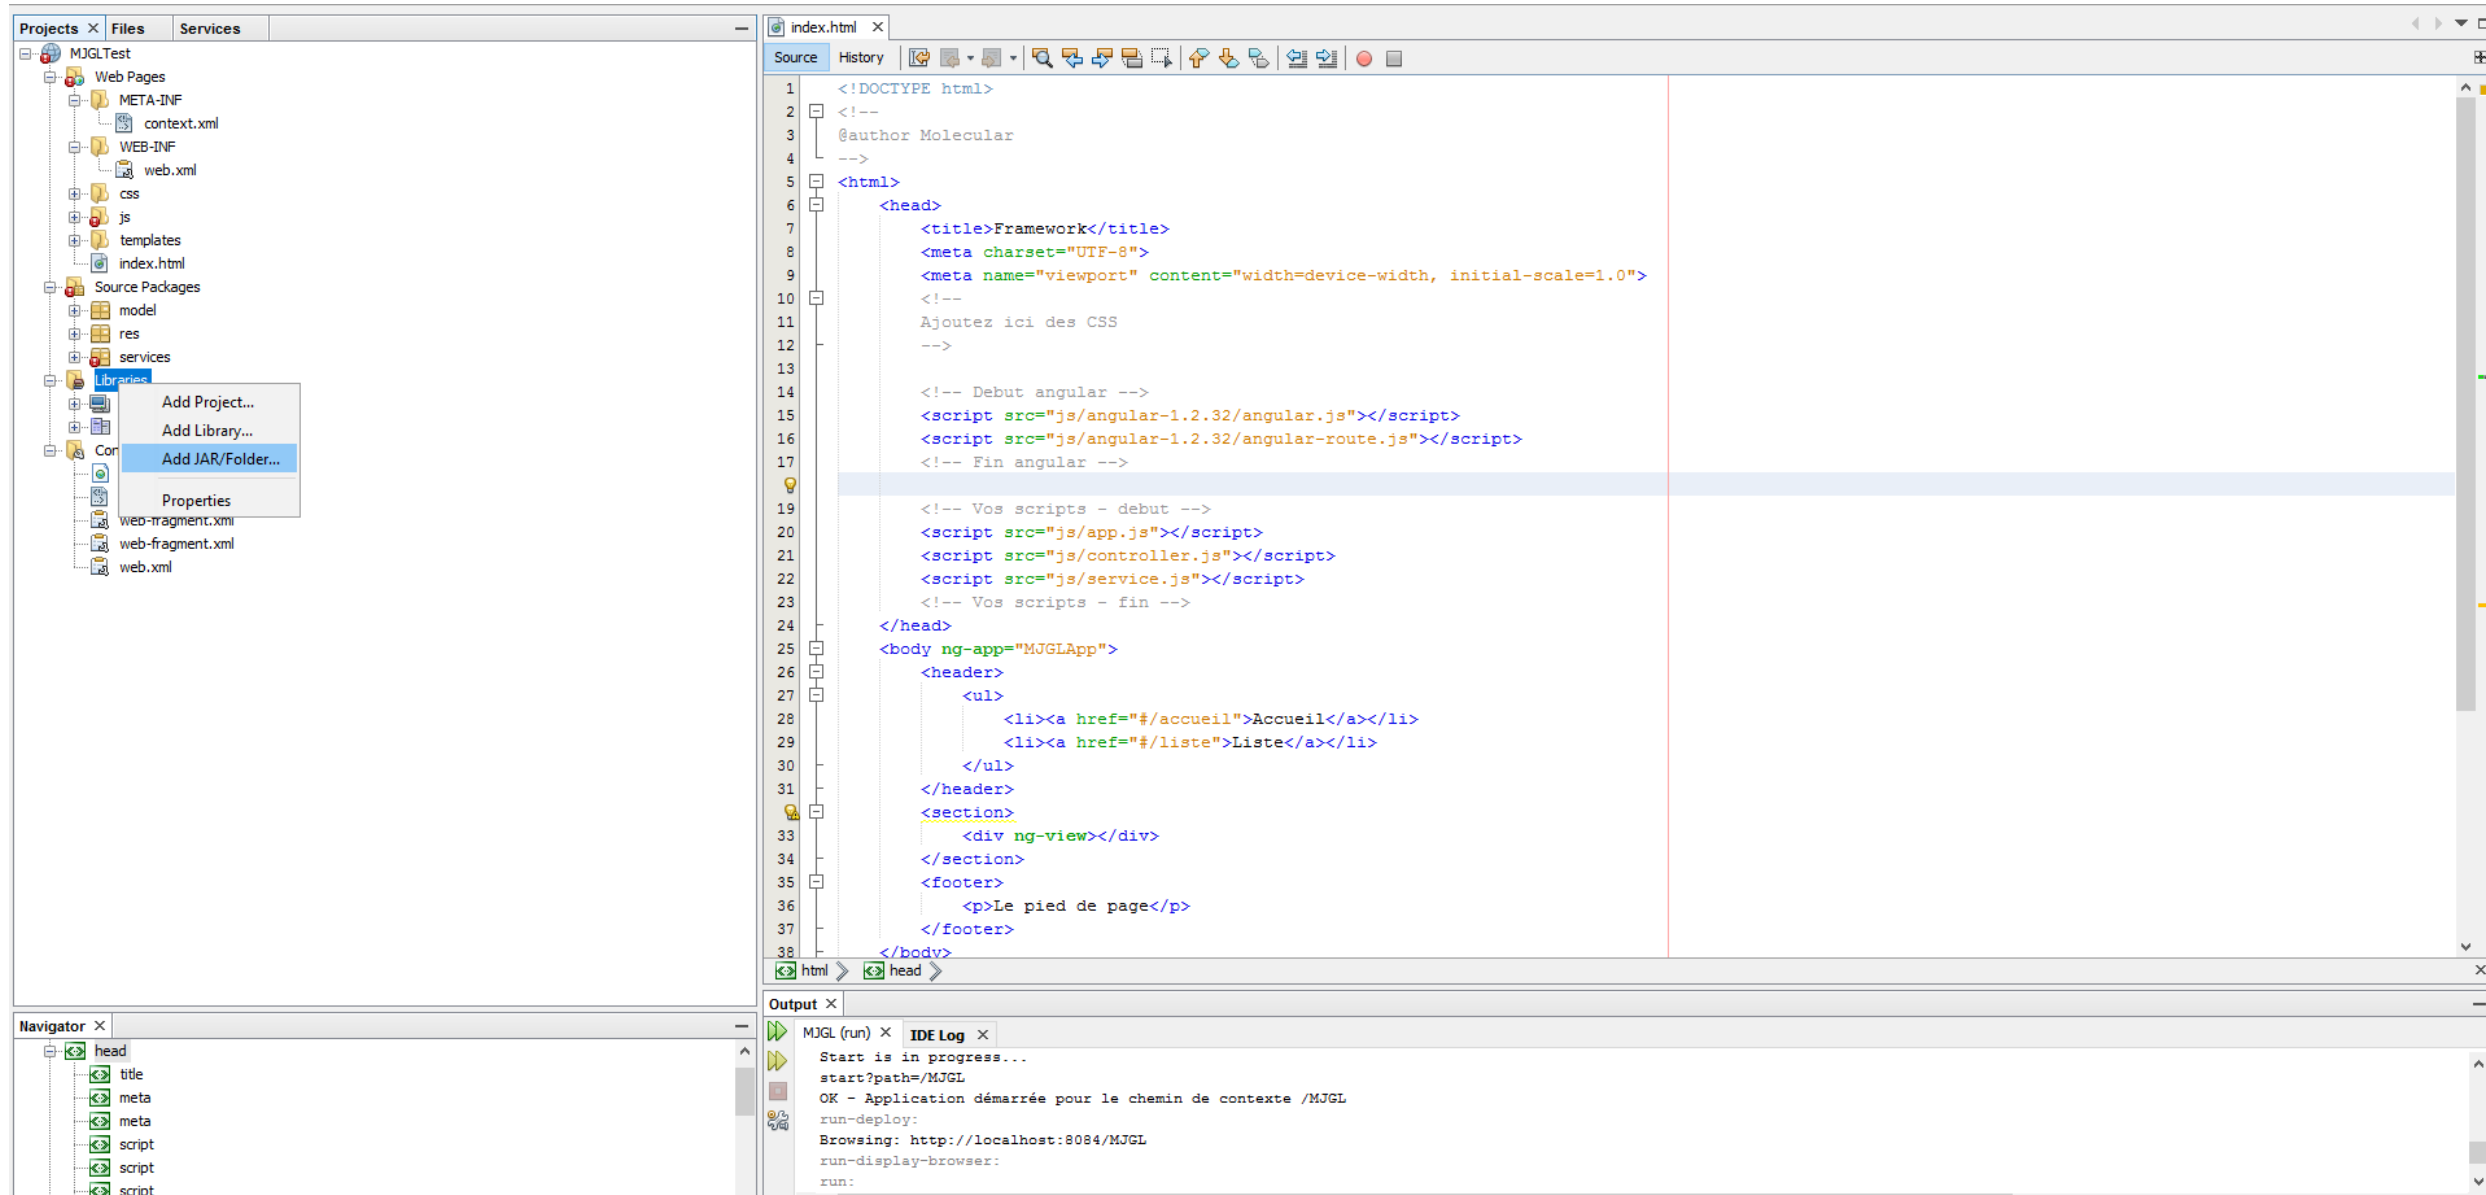 Projects
Files
Services
MJGLTest
Web Pages
META-INF
context.xml
WEB-INF
web.xml
css
js
templates
index.html
Source Packages
model
res
services
Libraries
Add Project...
Add Library...
Add JAR/Folder...
Properties
Con
web-fragment.xml
web-fragment.xml
web.xml
Navigator
head
title
meta
meta
script
script
script
index.html
Source
History
1 <!DOCTYPE html>
2 <!--
3 @author Molecular
4 -->
5 <html>
6 <head>
7 <title>Framework</title>
8 <meta charset="UTF-8">
9 <meta name="viewport" content="width=device-width, initial-scale=1.0">
10 <!--
11 Ajoutez ici des CSS
12 -->
13
14 <!-- Debut angular -->
15 <script src="js/angular-1.2.32/angular.js"></script>
16 <script src="js/angular-1.2.32/angular-route.js"></script>
17 <!-- Fin angular -->
19 <!-- Vos scripts - debut -->
20 <script src="js/app.js"></script>
21 <script src="js/controller.js"></script>
22 <script src="js/service.js"></script>
23 <!-- Vos scripts - fin -->
24 </head>
25 <body ng-app="MJGLApp">
26 <header>
27 <ul>
28 <li><a href="#/accueil">Accueil</a></li>
29 <li><a href="#/liste">Liste</a></li>
30 </ul>
31 </header>
<section>
33 <div ng-view></div>
34 </section>
35 <footer>
36 <p>Le pied de page</p>
37 </footer>
38 </body>
html
head
Output
MJGL (run)
IDE Log
Start is in progress...
start?path=/MJGL
OK - Application démarrée pour le chemin de contexte /MJGL
run-deploy:
Browsing: http://localhost:8084/MJGL
run-display-browser:
run: